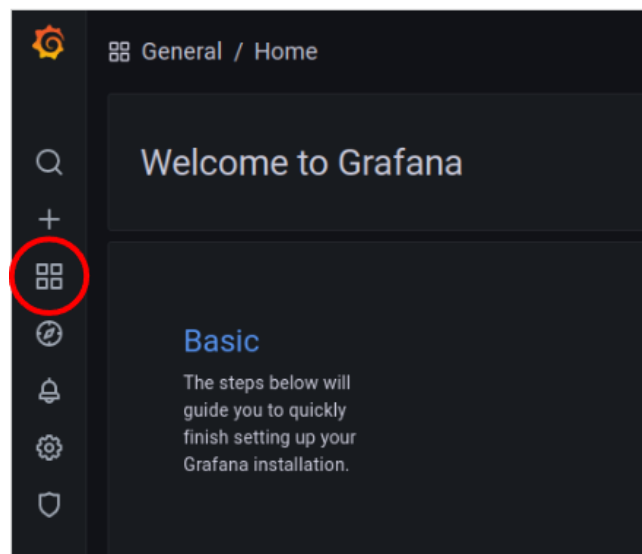 General / Home
Welcome to Grafana
Basic
The steps below will
guide you to quickly
finish setting up your
Grafana installation.